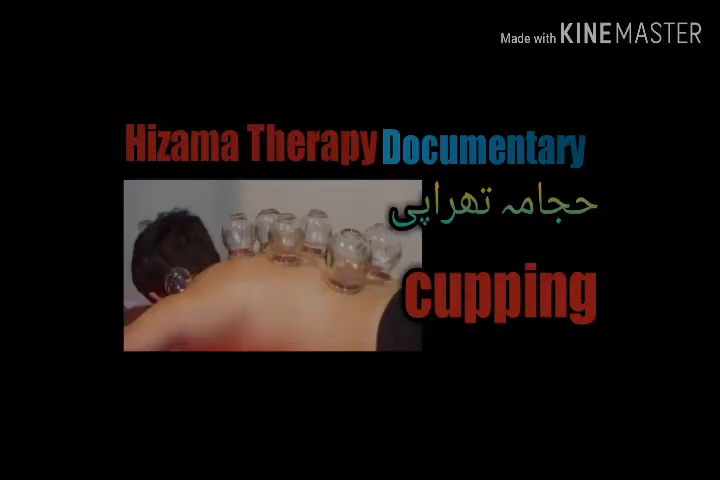 Made with KINEMASTER
Hizama Therapy Documentary
حجامہ تھراپی
cupping